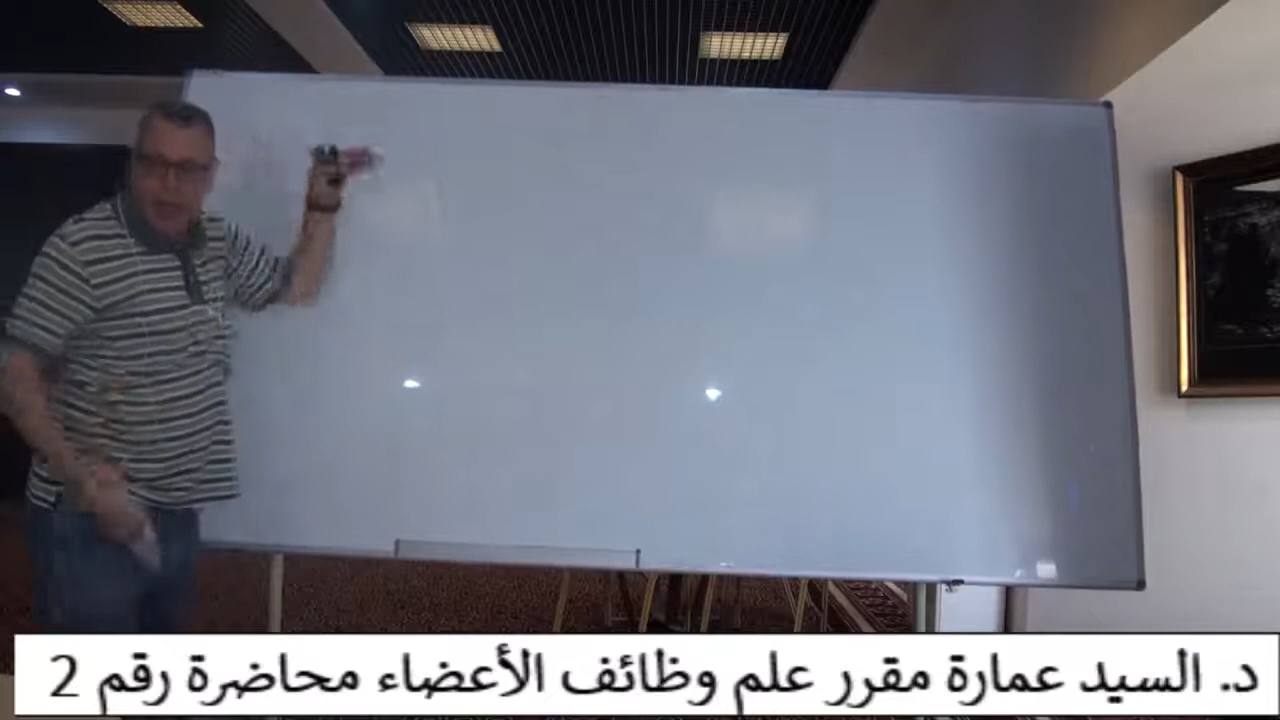 د. السيد عمارة مقرر علم وظائف الأعضاء محاضرة رقم 2